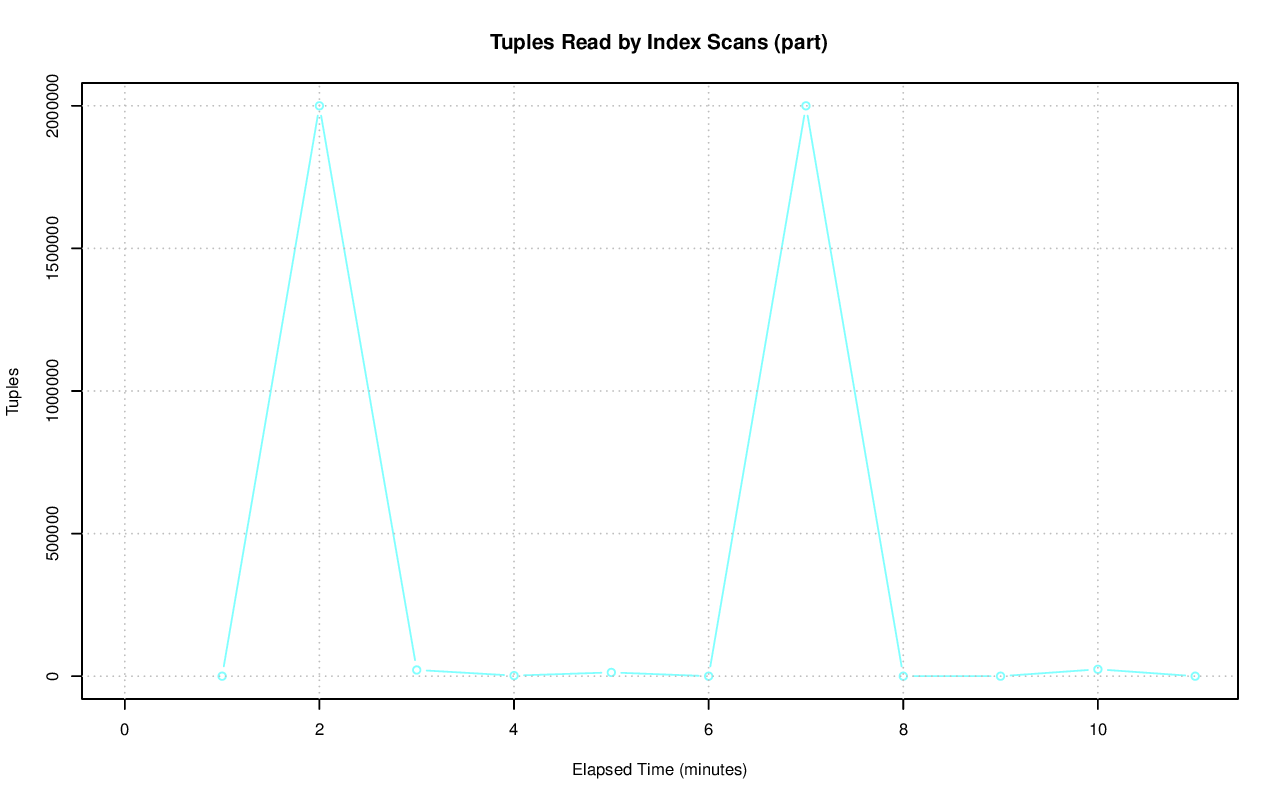 Tuples Read by Index Scans (part)
2000000
1500000
1000000
500000
0
Tuples
0 2 4 6 8 10
Elapsed Time (minutes)